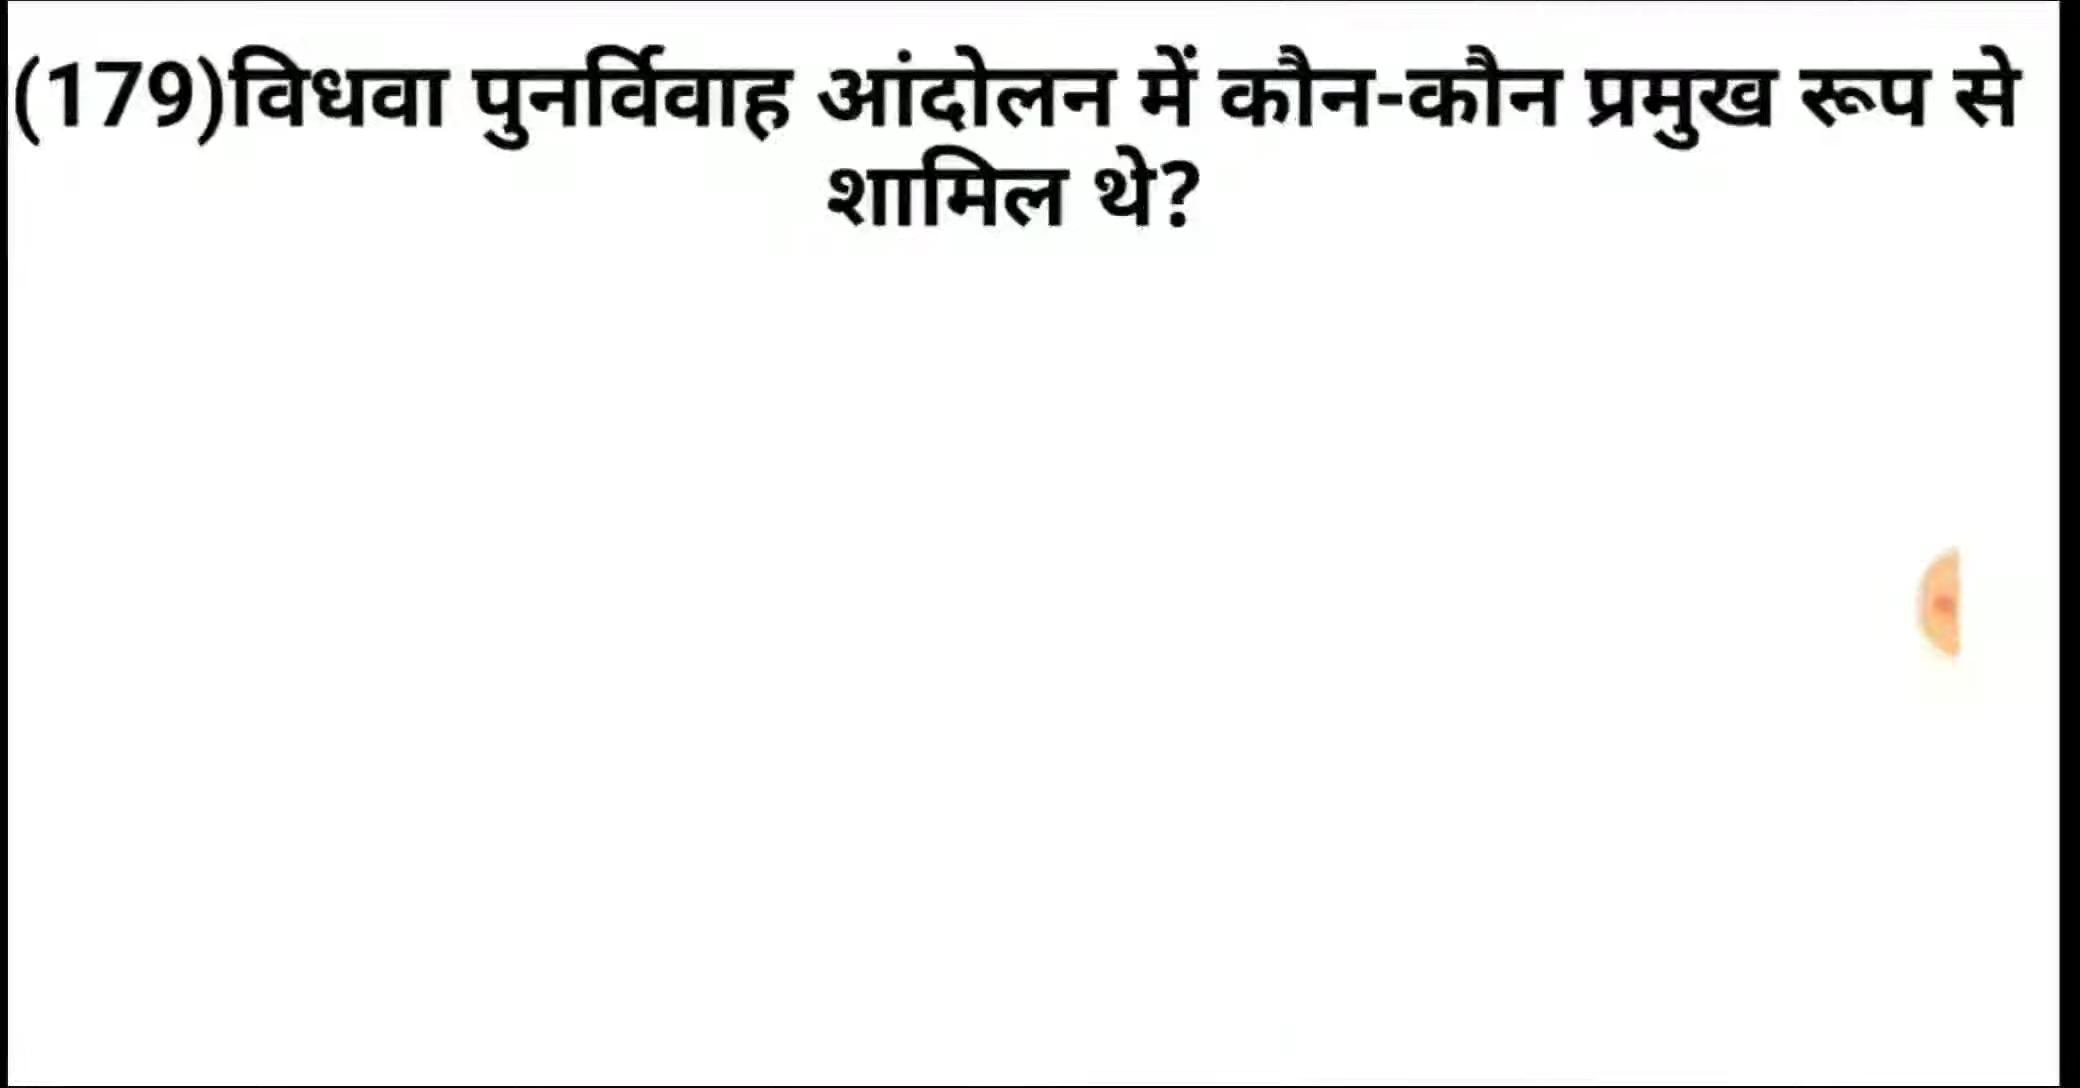 (179)विधवा पुनर्विवाह आंदोलन में कौन-कौन प्रमुख रूप से
शामिल थे?